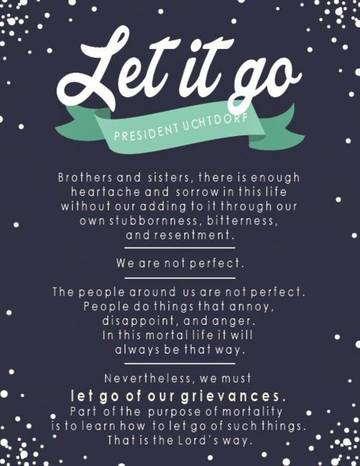 Let it go
PRESIDENT UCHTDORF
Brothers and sisters, there is enough
heartache and sorrow in this life
without our adding to it through our
own stubbornness, bitterness,
and resentment.
We are not perfect.
The people around us are not perfect.
People do things that annoy,
disappoint, and anger.
In this mortal life it will
always be that way.
Nevertheless, we must
let go of our grievances.
Part of the purpose of mortality
is to learn how to let go of such things.
That is the Lord's way.